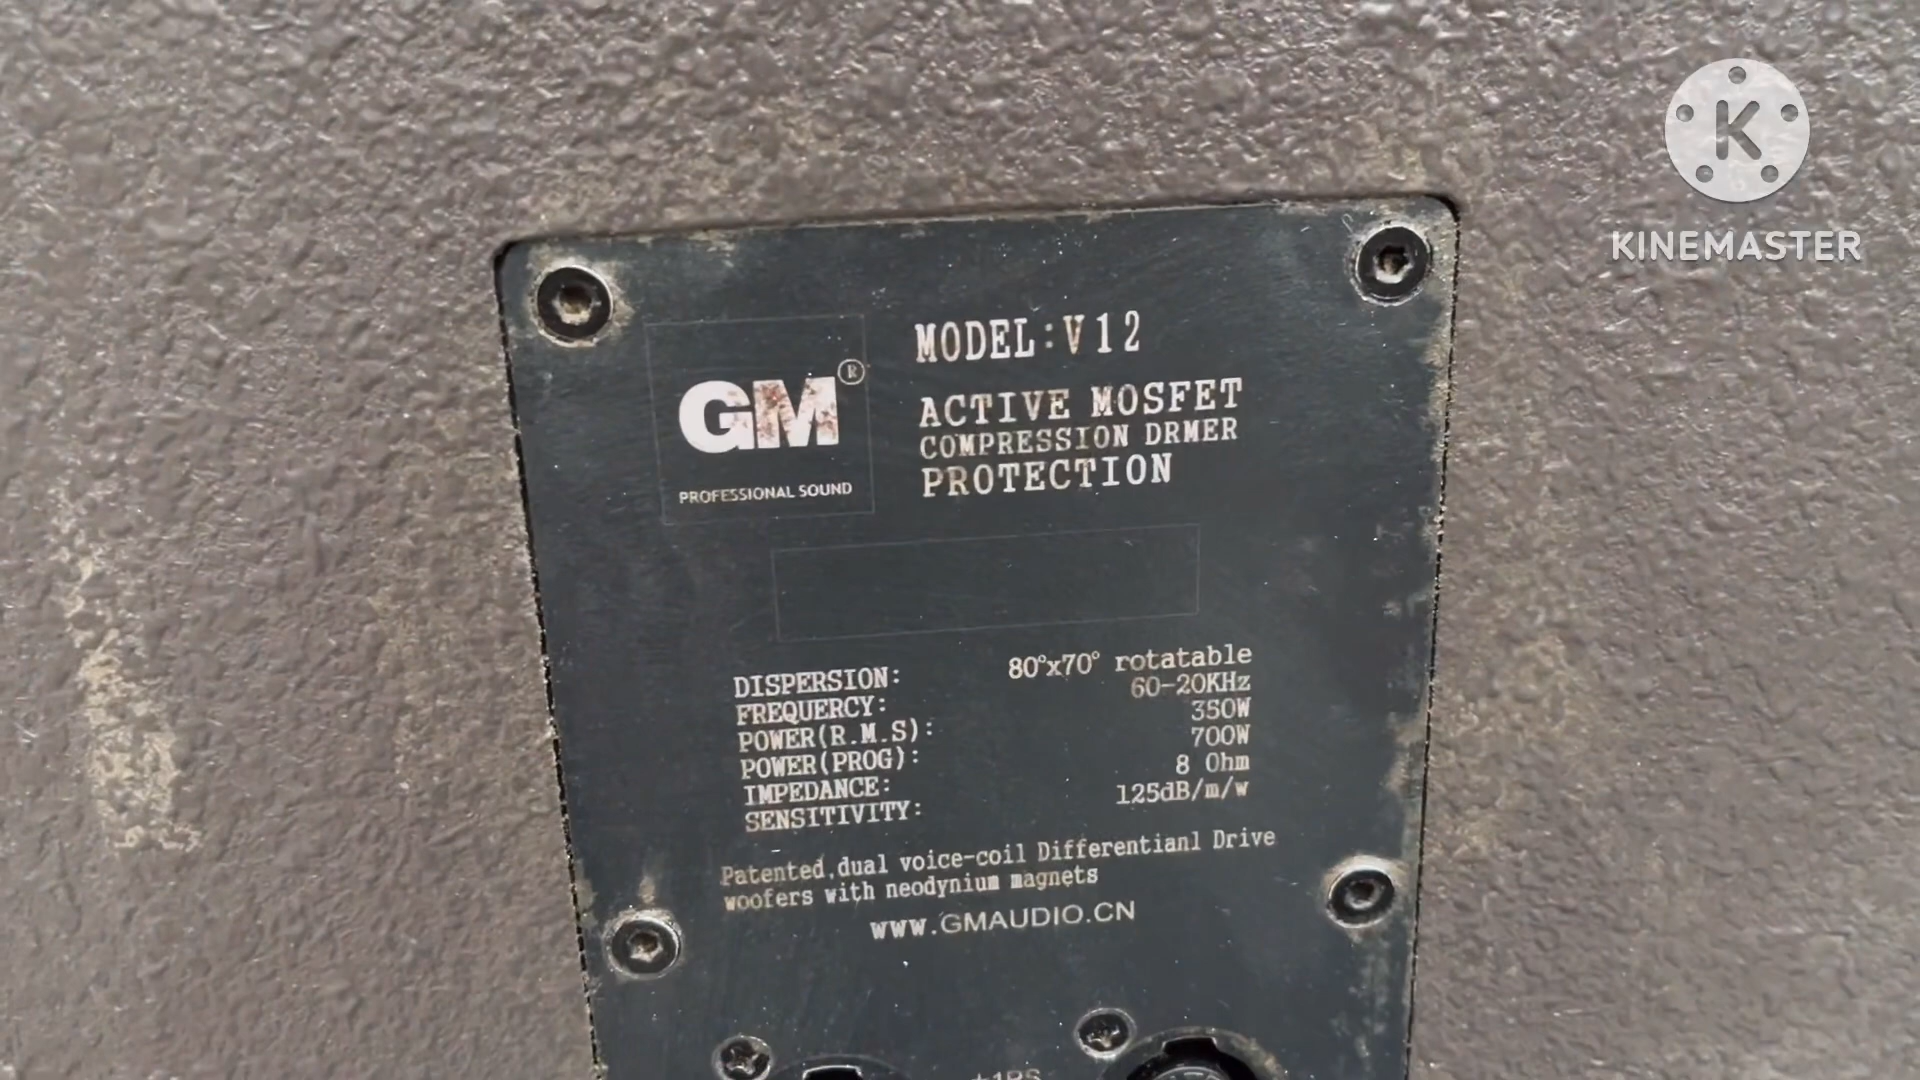 KINEMASTER
GM®
PROFESSIONAL SOUND
MODEL:V12
ACTIVE MOSFET
COMPRESSION DRMER
PROTECTION
DISPERSION: 80°x70° rotatable
FREQUERCY: 60-20KHz
POWER(R.M.S): 350W
POWER(PROG): 700W
IMPEDANCE: 8 Ohm
SENSITIVITY: 125dB/m/w
Patented,dual voice-coil Differentianl Drive
woofers with neodynium magnets
www.GMAUDIO.CN